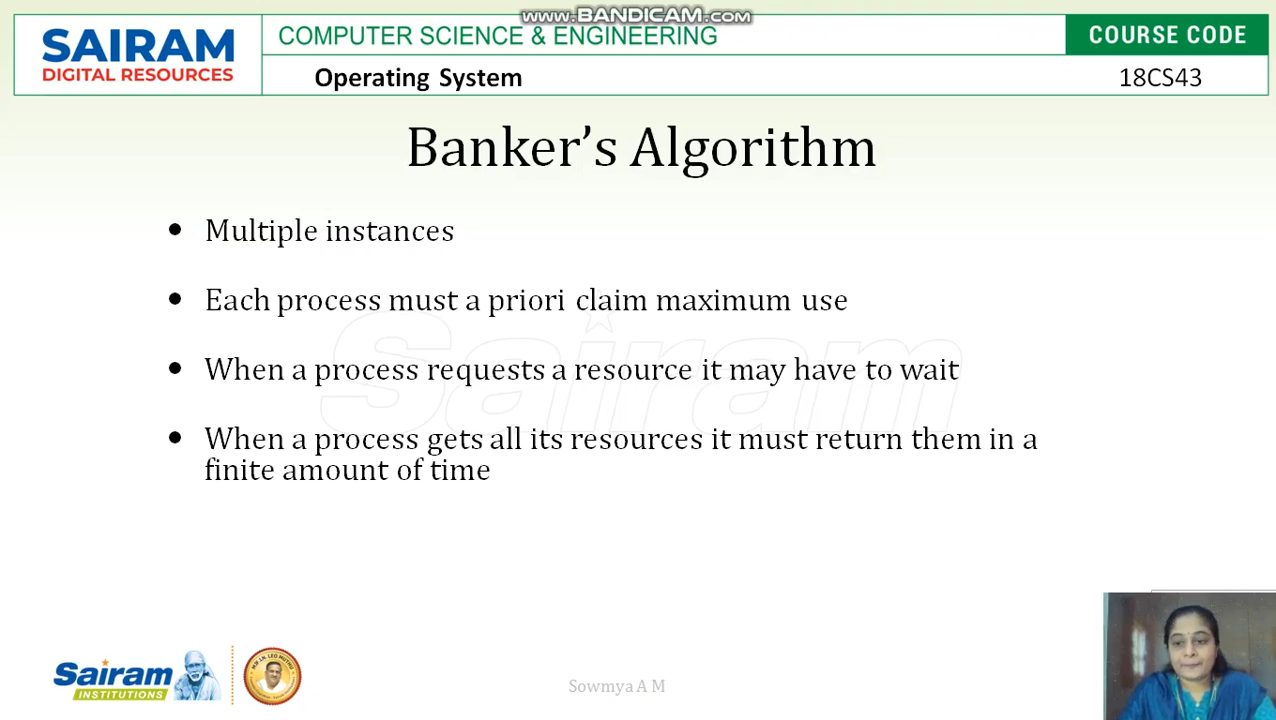 www.BANDICAM.com
SAIRAM
DIGITAL RESOURCES
COMPUTER SCIENCE & ENGINEERING
COURSE CODE
Operating System
18CS43
Banker’s Algorithm
• Multiple instances
• Each process must a priori claim maximum use
• When a process requests a resource it may have to wait
• When a process gets all its resources it must return them in a
finite amount of time
Sairam
Sairam
INSTITUTIONS
Sowmya A M